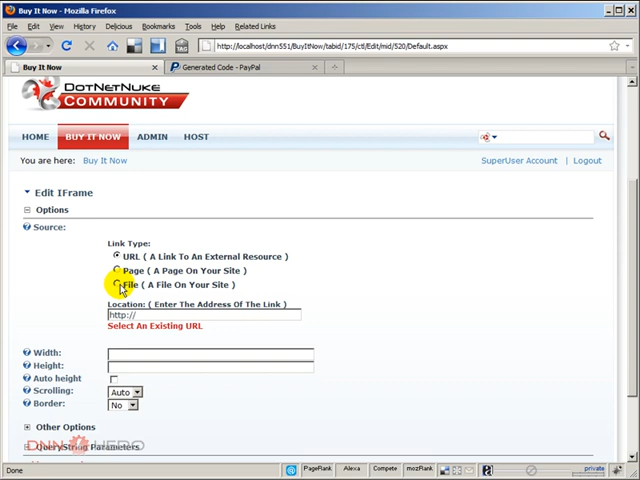 Buy It Now - Mozilla Firefox
File Edit View History Delicious Bookmarks Tools Help Related Links
TAG http://localhost/dnn551/BuyItNow/tabid/175/ctl/Edit/mid/520/Default.aspx
Buy It Now Generated Code - PayPal
DOTNETNUKE
COMMUNITY
HOME BUY IT NOW ADMIN HOST
You are here: Buy It Now SuperUser Account | Logout
Edit IFrame
Options
Source:
Link Type:
URL ( A Link To An External Resource )
Page ( A Page On Your Site )
File ( A File On Your Site )
Location: ( Enter The Address Of The Link )
http://
Select An Existing URL
Width:
Height:
Auto height
Scrolling: Auto
Border: No
Other Options
DNN HERO
QueryString Parameters
Done PageRank Alexa Compete mozRank private